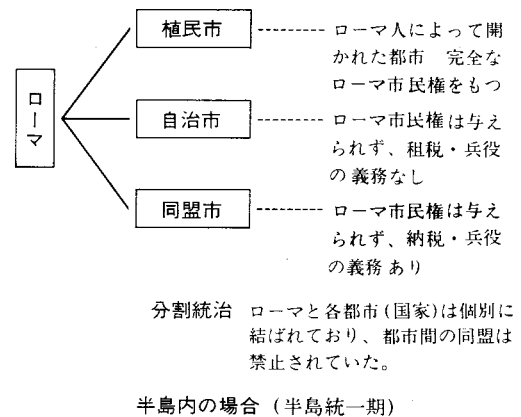 ローマ
植民市
ローマ人によって開
かれた都市　完全な
ローマ市民権をもつ
自治市
ローマ市民権は与え
られず、租税・兵役
の義務なし
同盟市
ローマ市民権は与え
られず、納税・兵役
の義務あり
分割統治　ローマと各都市(国家)は個別に
結ばれており、都市間の同盟は
禁止されていた。
半島内の場合（半島統一期）